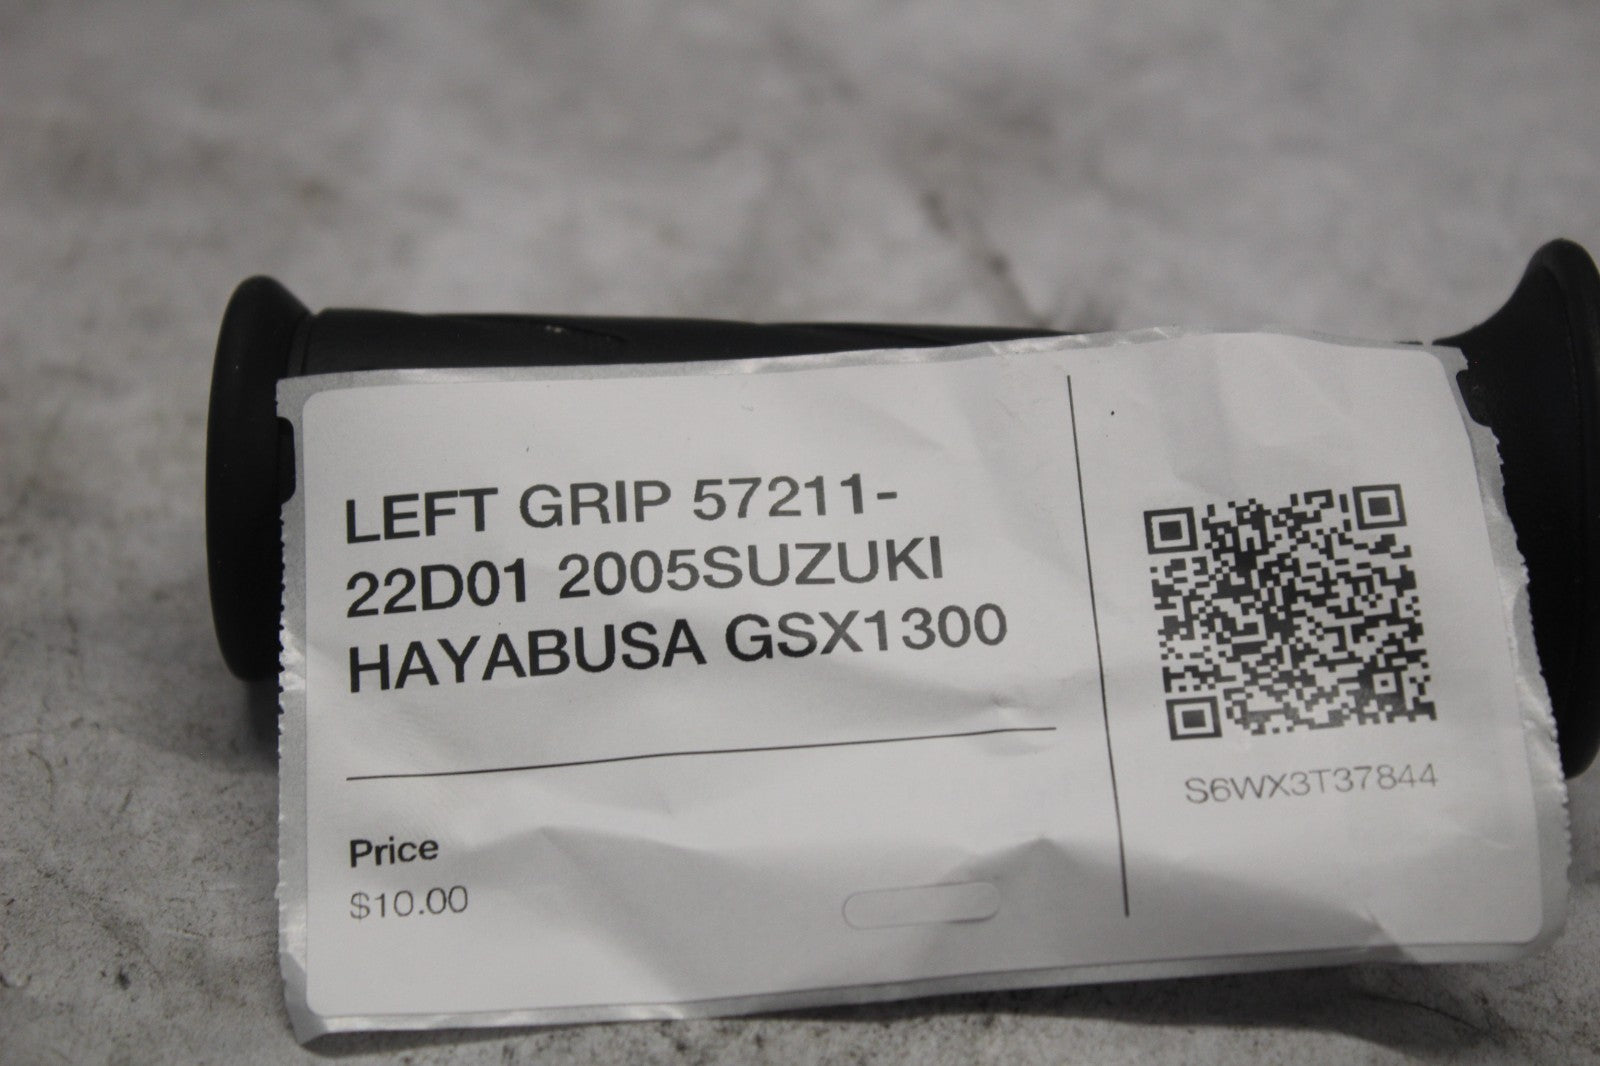 LEFT GRIP 57211-
22D01 2005SUZUKI
HAYABUSA GSX1300
Price
$10.00
S6WX3T37844